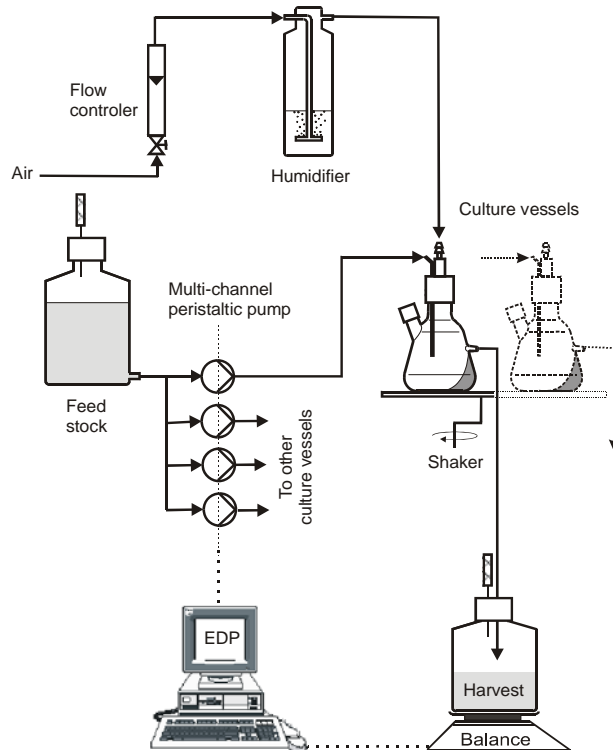 Flow
controler
Air
Humidifier
Culture vessels
Multi-channel
peristaltic pump
Feed
stock
To other
culture vessels
Shaker
EDP
Harvest
Balance